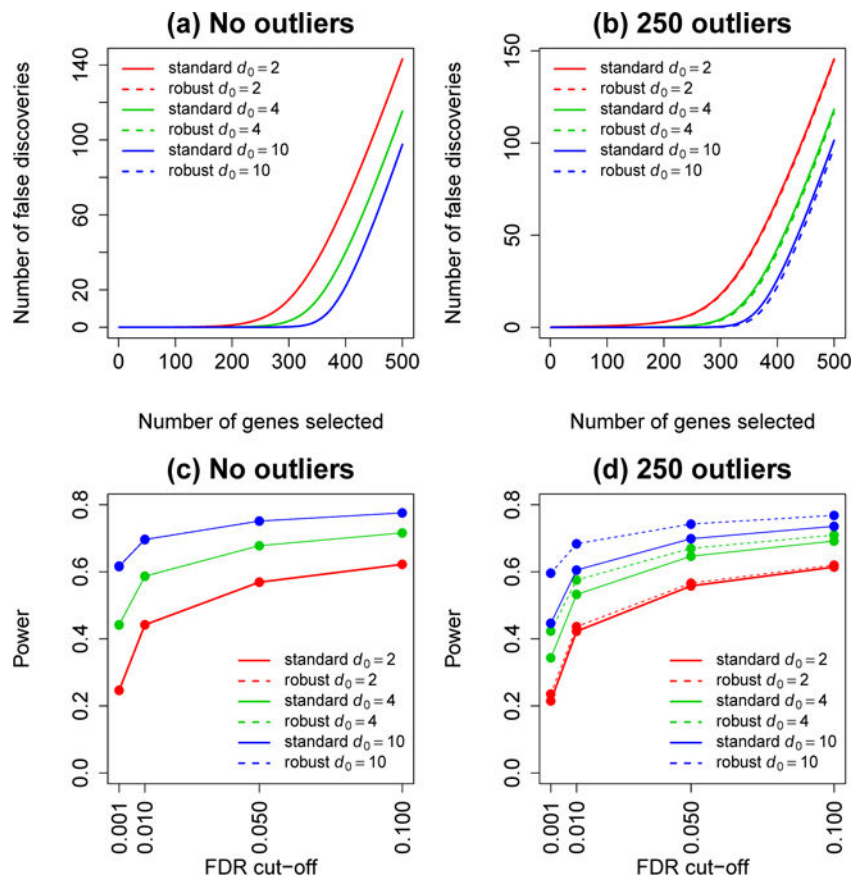 (a) No outliers
Number of false discoveries
0 20 60 100 140
standard d0 = 2
robust d0 = 2
standard d0 = 4
robust d0 = 4
standard d0 = 10
robust d0 = 10
0 100 200 300 400 500
Number of genes selected
(b) 250 outliers
Number of false discoveries
0 50 100 150
standard d0 = 2
robust d0 = 2
standard d0 = 4
robust d0 = 4
standard d0 = 10
robust d0 = 10
0 100 200 300 400 500
Number of genes selected
(c) No outliers
Power
0.0 0.2 0.4 0.6 0.8
standard d0 = 2
robust d0 = 2
standard d0 = 4
robust d0 = 4
standard d0 = 10
robust d0 = 10
0.001 0.010 0.050 0.100
FDR cut−off
(d) 250 outliers
Power
0.0 0.2 0.4 0.6 0.8
standard d0 = 2
robust d0 = 2
standard d0 = 4
robust d0 = 4
standard d0 = 10
robust d0 = 10
0.001 0.010 0.050 0.100
FDR cut−off